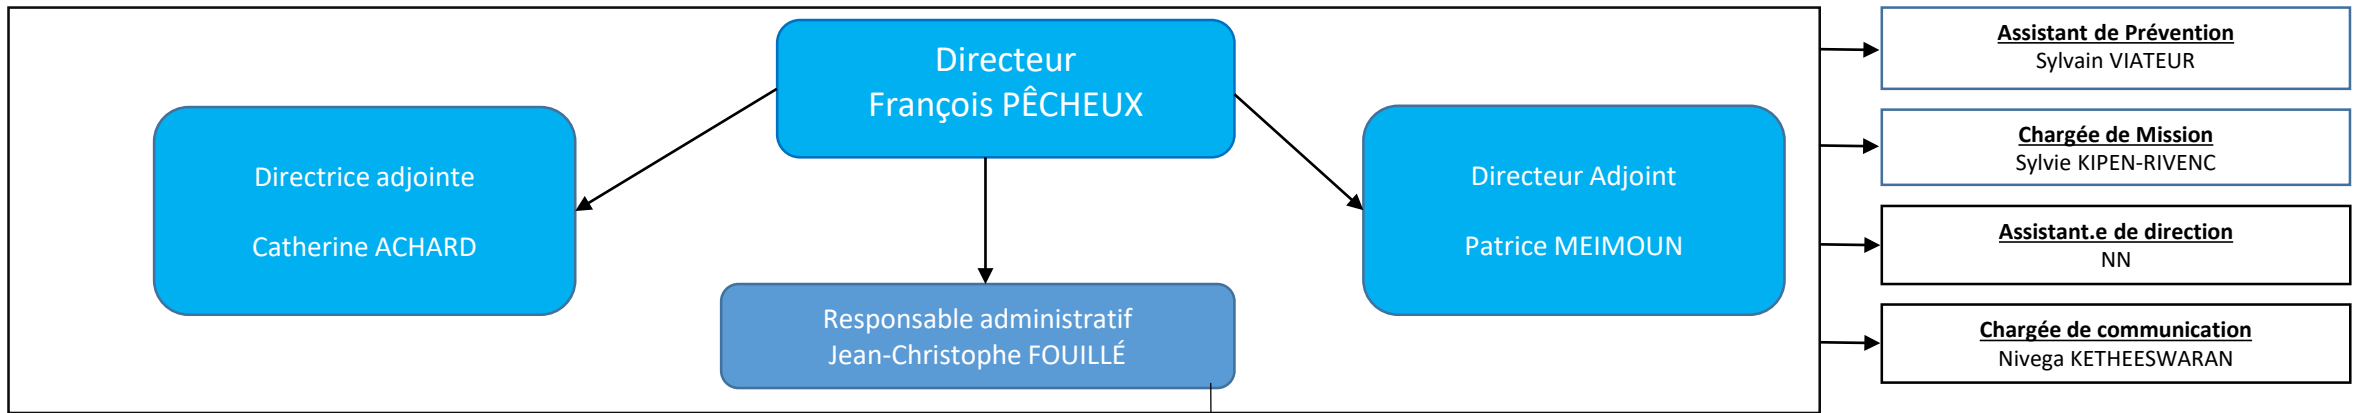 Directeur
François PÊCHEUX
Directrice adjointe
Catherine ACHARD
Directeur Adjoint
Patrice MEIMOUN
Responsable administratif
Jean-Christophe FOUILLÉ
Assistant de Prévention
Sylvain VIATEUR
Chargée de Mission
Sylvie KIPEN-RIVENC
Assistant.e de direction
NN
Chargée de communication
Nivega KETHEESWARAN